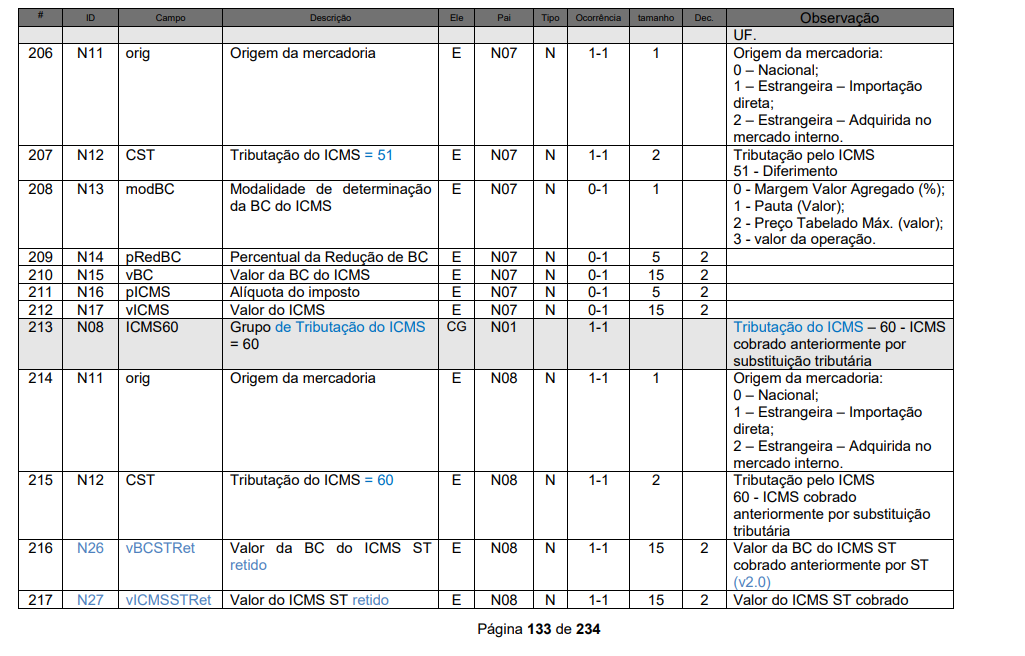 # ID Campo Descrição Ele Pai Tipo Ocorrência tamanho Dec. Observação
UF.
206 N11 orig Origem da mercadoria E N07 N 1-1 1 Origem da mercadoria:
0 – Nacional;
1 – Estrangeira – Importação
direta;
2 – Estrangeira – Adquirida no
mercado interno.
207 N12 CST Tributação do ICMS = 51 E N07 N 1-1 2 Tributação pelo ICMS
51 - Diferimento
208 N13 modBC Modalidade de determinação E N07 N 0-1 1 0 - Margem Valor Agregado (%);
da BC do ICMS 1 - Pauta (Valor);
2 - Preço Tabelado Máx. (valor);
3 - valor da operação.
209 N14 pRedBC Percentual da Redução de BC E N07 N 0-1 5 2
210 N15 vBC Valor da BC do ICMS E N07 N 0-1 15 2
211 N16 pICMS Alíquota do imposto E N07 N 0-1 5 2
212 N17 vICMS Valor do ICMS E N07 N 0-1 15 2
213 N08 ICMS60 Grupo de Tributação do ICMS CG N01 1-1 Tributação do ICMS – 60 - ICMS
= 60 cobrado anteriormente por
substituição tributária
214 N11 orig Origem da mercadoria E N08 N 1-1 1 Origem da mercadoria:
0 – Nacional;
1 – Estrangeira – Importação
direta;
2 – Estrangeira – Adquirida no
mercado interno.
215 N12 CST Tributação do ICMS = 60 E N08 N 1-1 2 Tributação pelo ICMS
60 - ICMS cobrado
anteriormente por substituição
tributária
216 N26 vBCSTRet Valor da BC do ICMS ST E N08 N 1-1 15 2 Valor da BC do ICMS ST
retido cobrado anteriormente por ST
(v2.0)
217 N27 vICMSSTRet Valor do ICMS ST retido E N08 N 1-1 15 2 Valor do ICMS ST cobrado
Página 133 de 234